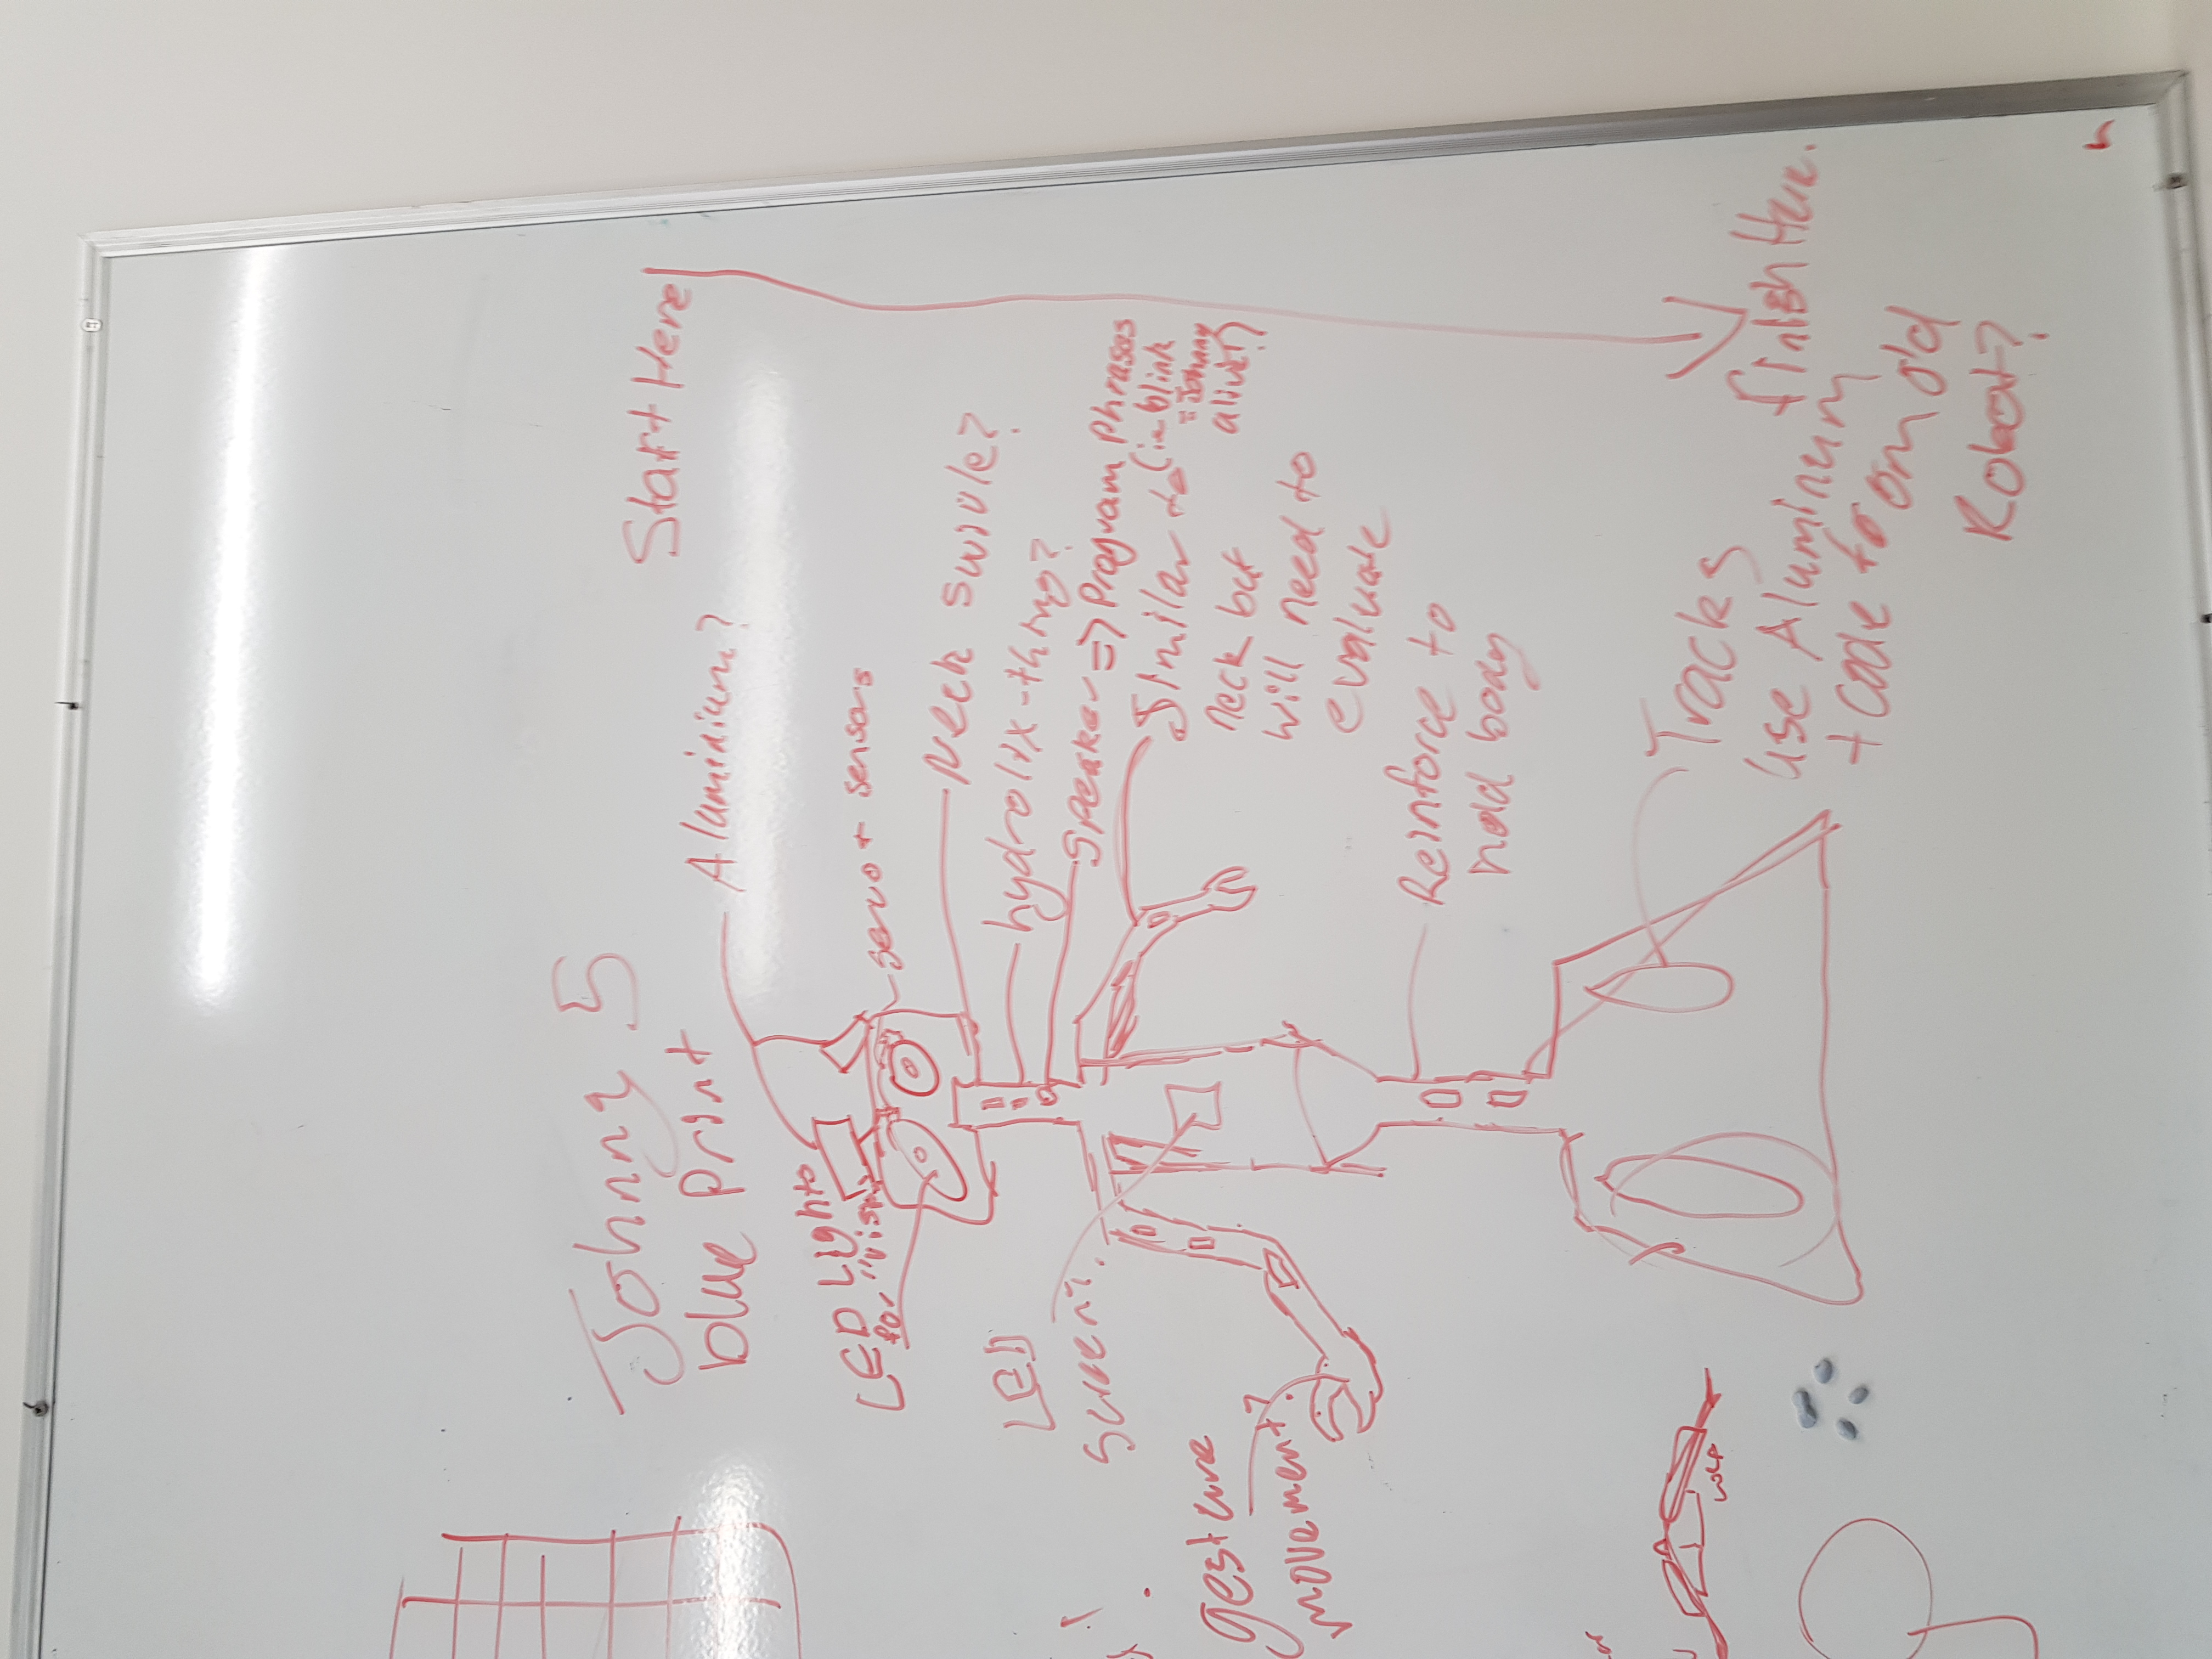 Johnny 5
blue Print
Start Here
Aluminium?
LED Lights
for "vis
servo + sensors
Neck swivle?
hydrolix-thing?
LED
Screen?
Speaker => Program Phrases
(ie blink
= Johnny
alive!)
Similar to
neck but
will need to
evaluate
gesture
movement?
Reinforce to
hold body
Tracks
use Aluminum
+ code from old
Robot?
finish Here.